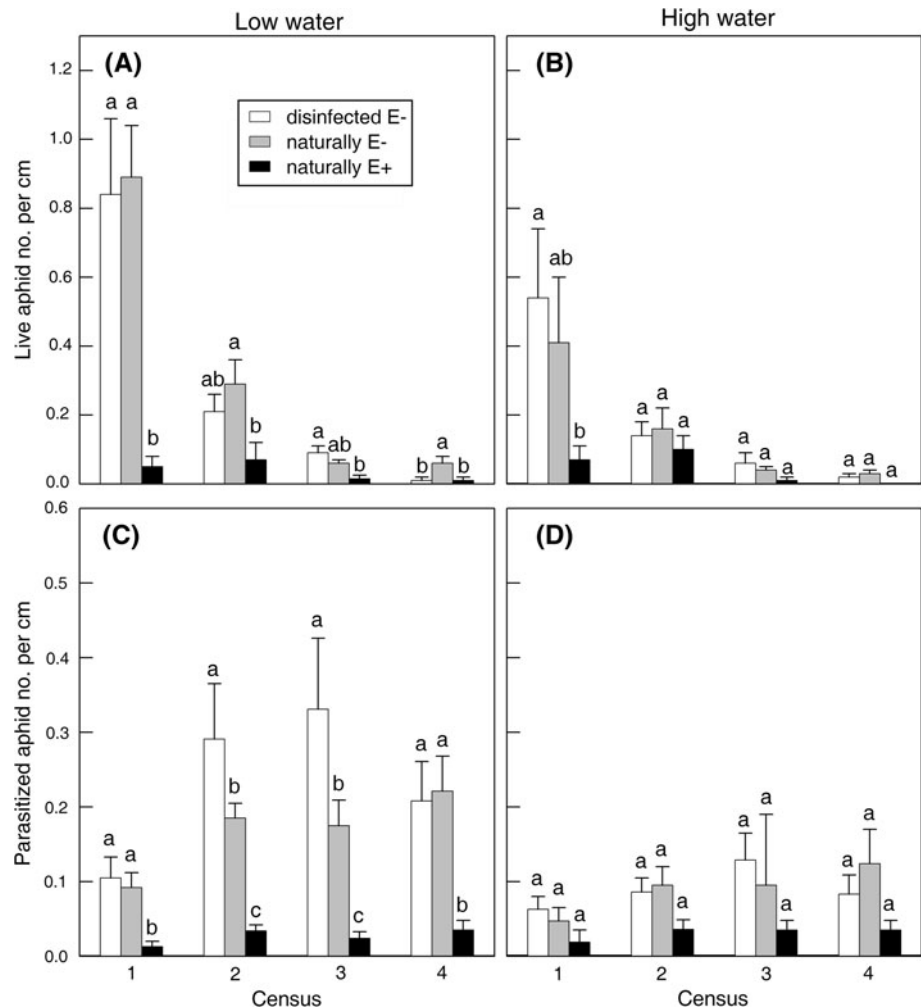 Low water
High water
(A)
(B)
1.2
1.0
0.8
0.6
0.4
0.2
0.0
Live aphid no. per cm
disinfected E-
naturally E-
naturally E+
a a
b
ab
a
b
a
ab
b
b
a
b
a
ab
b
a a a
a a a
a a a
(C)
(D)
0.6
0.5
0.4
0.3
0.2
0.1
0.0
Parasitized aphid no. per cm
a a
b
a
b
c
a
b
c
a a
b
a a a
a a a
a a a
a a a
1 2 3 4
1 2 3 4
Census
Census